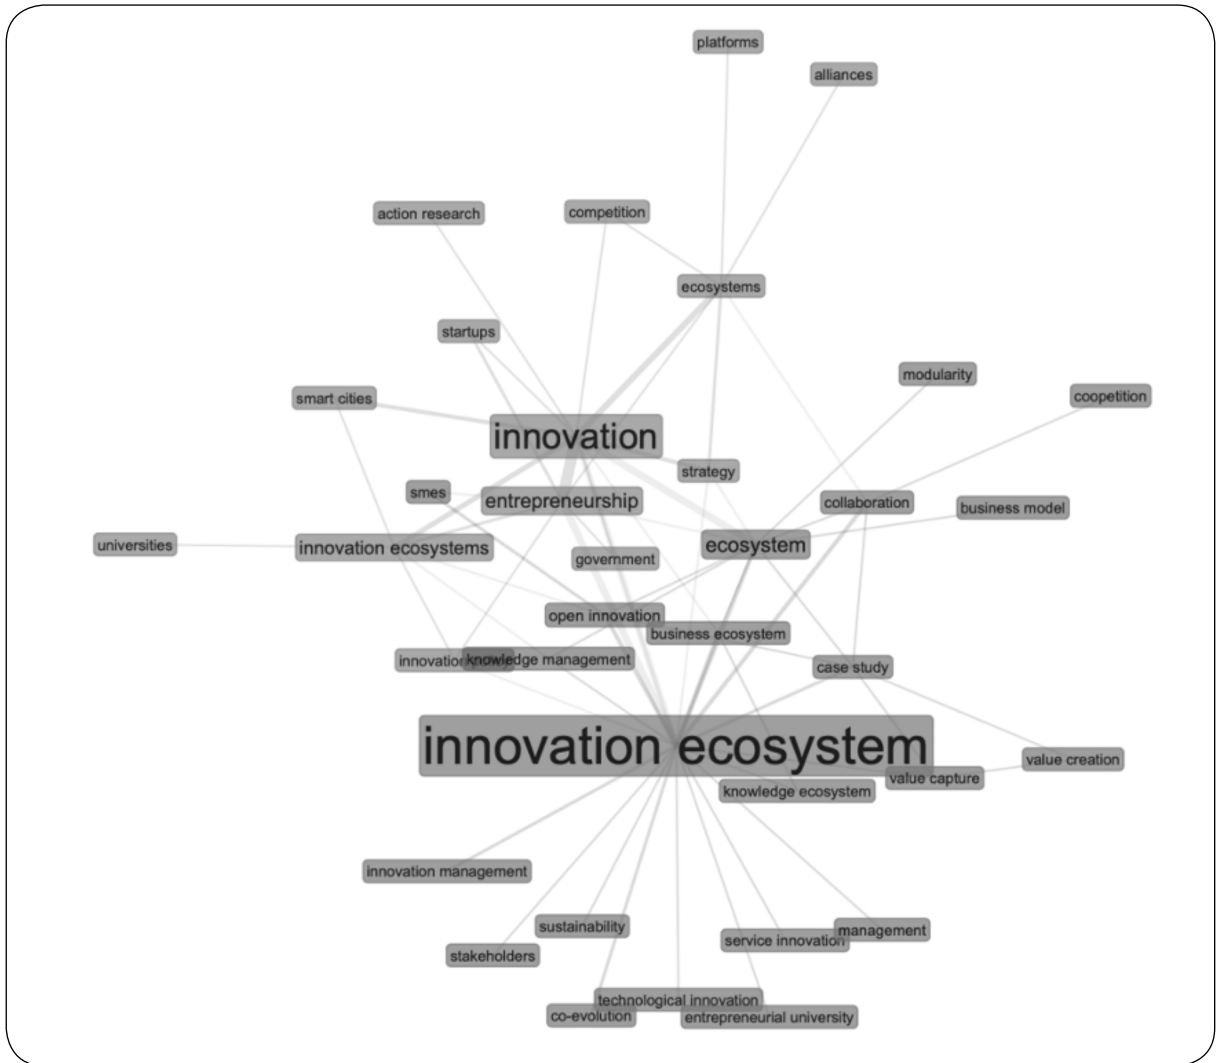 platforms
alliances
action research
competition
ecosystems
startups
modularity
smart cities
coopetition
innovation
strategy
smes
entrepreneurship
collaboration
business model
universities
innovation ecosystems
ecosystem
government
open innovation
business ecosystem
innovation
knowledge management
case study
innovation ecosystem
value creation
value capture
knowledge ecosystem
innovation management
sustainability
management
service innovation
stakeholders
technological innovation
co-evolution
entrepreneurial university